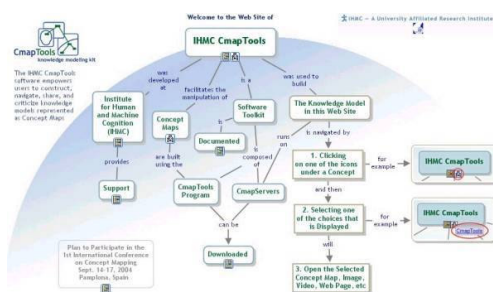 Welcome to the Web Site of
IHMC – A University Affiliated Research Institute
IHMC CmapTools
CmapTools
knowledge modeling kit
The IHMC CmapTools
software empowers
users to construct,
navigate, share, and
criticize knowledge
models represented
as Concept Maps
was
developed
at
facilitates the
manipulation of
is a
was used to
build
Institute
for Human
and Machine
Cognition
(IHMC)
Concept
Maps
Software
Toolkit
The Knowledge Model
in this Web Site
is
Documented
runs
on
is navigated by
provides
are built
using the
is
composed
of
1. Clicking
on one of the icons
under a Concept
for
example
IHMC CmapTools
Support
CmapTools
Program
CmapServers
and then
2. Selecting one
of the choices that
is Displayed
for
example
IHMC CmapTools
CmapTools
can be
will
Plan to Participate in the
1st International Conference
on Concept Mapping
Sept. 14-17, 2004
Pamplona, Spain
Downloaded
3. Open the Selected
Concept Map, Image,
Video, Web Page, etc